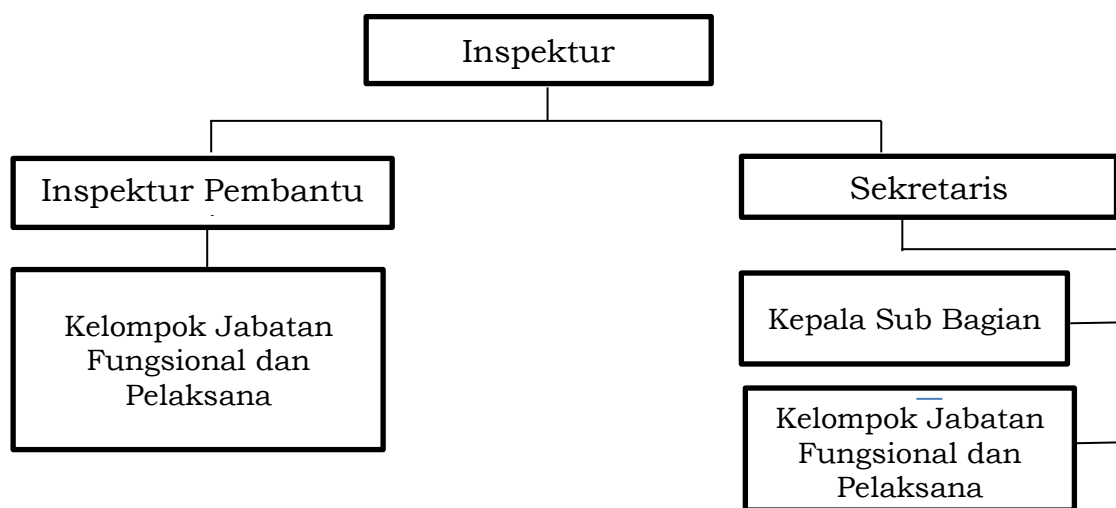 Inspektur
Inspektur Pembantu
Sekretaris
Kelompok Jabatan
Fungsional dan
Pelaksana
Kepala Sub Bagian
Kelompok Jabatan
Fungsional dan
Pelaksana